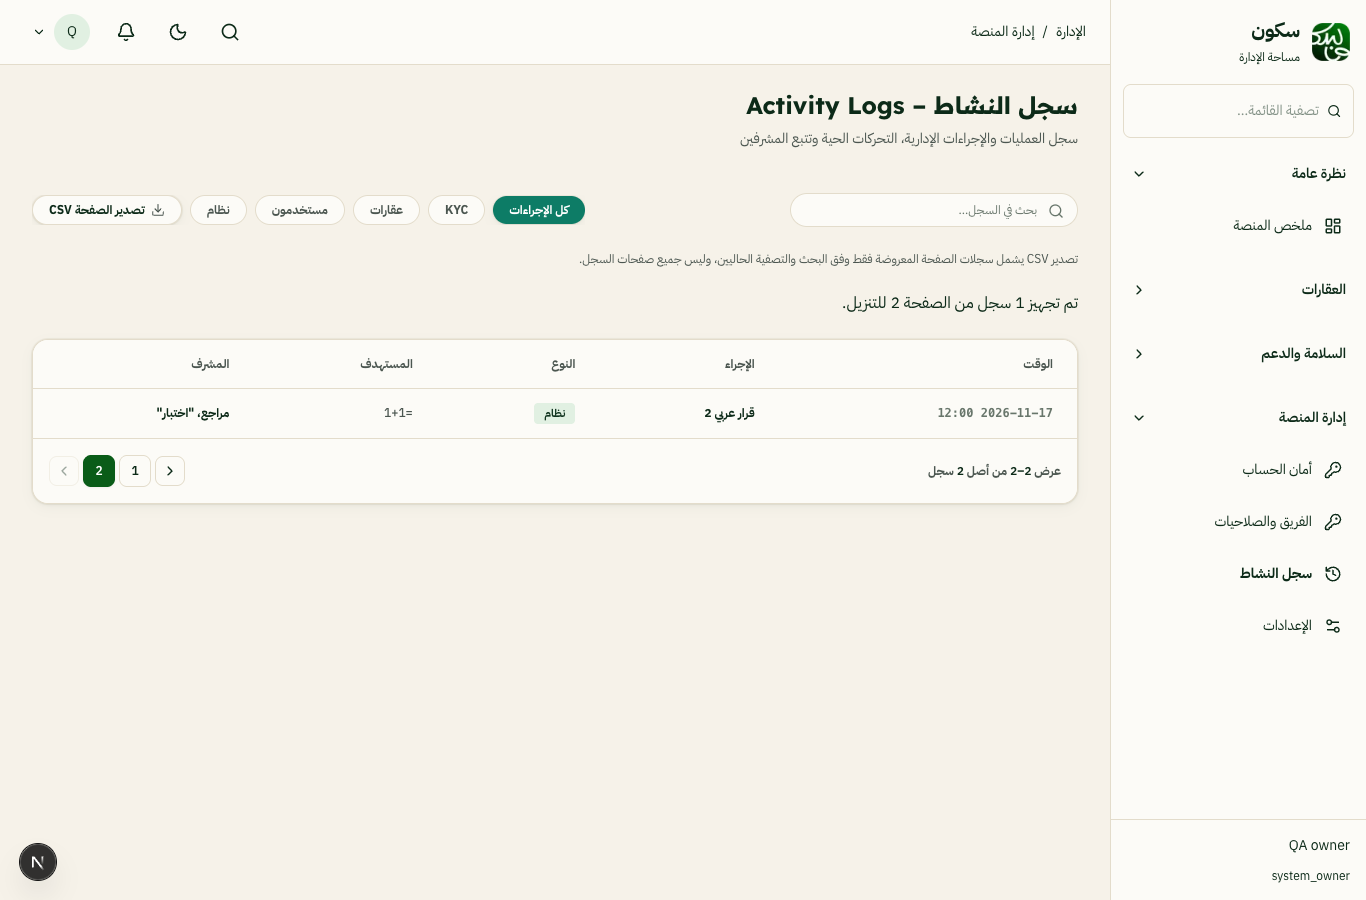 سكون
مساحة الإدارة
تصفية القائمة...
نظرة عامة
ملخص المنصة
العقارات
السلامة والدعم
إدارة المنصة
أمان الحساب
الفريق والصلاحيات
سجل النشاط
الإعدادات
QA owner
system_owner
الإدارة / إدارة المنصة
Q
سجل النشاط – Activity Logs
سجل العمليات والإجراءات الإدارية، التحركات الحية وتتبع المشرفين
بحث في السجل...
كل الإجراءات
KYC
عقارات
مستخدمون
نظام
تصدير الصفحة CSV
تصدير CSV يشمل سجلات الصفحة المعروضة فقط وفق البحث والتصفية الحاليين، وليس جميع صفحات السجل.
تم تجهيز 1 سجل من الصفحة 2 للتنزيل.
الوقت الإجراء النوع المستهدف المشرف
2026-11-17 12:00 قرار عربي 2 نظام =1+1 مراجع، "اختبار"
عرض 2–2 من أصل 2 سجل
1 2
N